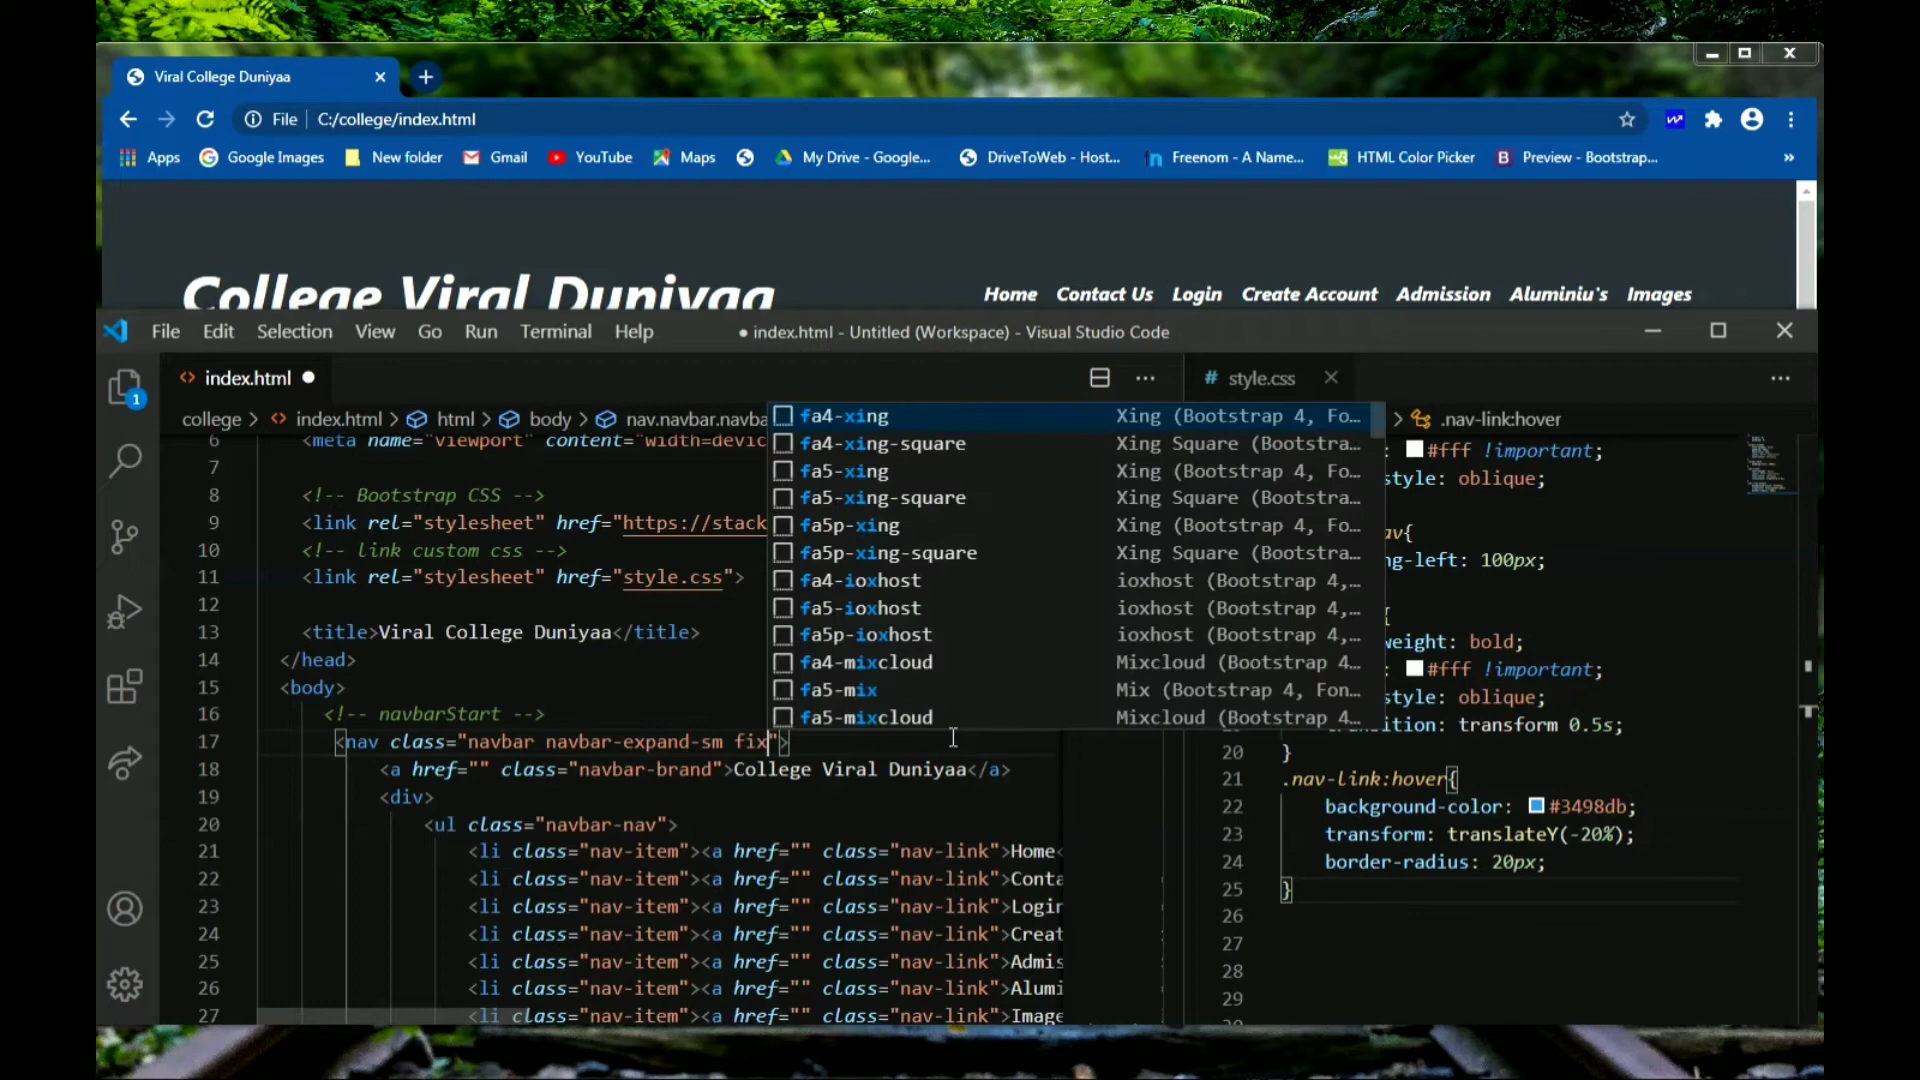 Viral College Duniyaa
File C:/college/index.html
Apps Google Images New folder Gmail YouTube Maps My Drive - Google... DriveToWeb - Host... Freenom - A Name... HTML Color Picker Preview - Bootstrap... »
College Viral Duniyaa
Home Contact Us Login Create Account Admission Aluminiu's Images
File Edit Selection View Go Run Terminal Help ● index.html - Untitled (Workspace) - Visual Studio Code
index.html
style.css
1
college > index.html > html > body > nav.navbar.navba
> .nav-link:hover
6 <meta name="viewport" content="width=devic
7
8 <!-- Bootstrap CSS -->
9 <link rel="stylesheet" href="https://stack
10 <!-- link custom css -->
11 <link rel="stylesheet" href="style.css">
12
13 <title>Viral College Duniyaa</title>
14 </head>
15 <body>
16 <!-- navbarStart -->
17 <nav class="navbar navbar-expand-sm fix">
18 <a href="" class="navbar-brand">College Viral Duniyaa</a>
19 <div>
20 <ul class="navbar-nav">
21 <li class="nav-item"><a href="" class="nav-link">Home<
22 <li class="nav-item"><a href="" class="nav-link">Conta
23 <li class="nav-item"><a href="" class="nav-link">Login
24 <li class="nav-item"><a href="" class="nav-link">Creat
25 <li class="nav-item"><a href="" class="nav-link">Admis
26 <li class="nav-item"><a href="" class="nav-link">Alumi
27 <li class="nav-item"><a href="" class="nav-link">Image
fa4-xing Xing (Bootstrap 4, Fo...
fa4-xing-square Xing Square (Bootstra...
fa5-xing Xing (Bootstrap 4, Fo...
fa5-xing-square Xing Square (Bootstra...
fa5p-xing Xing (Bootstrap 4, Fo...
fa5p-xing-square Xing Square (Bootstra...
fa4-ioxhost ioxhost (Bootstrap 4,...
fa5-ioxhost ioxhost (Bootstrap 4,...
fa5p-ioxhost ioxhost (Bootstrap 4,...
fa4-mixcloud Mixcloud (Bootstrap 4...
fa5-mix Mix (Bootstrap 4, Fon...
fa5-mixcloud Mixcloud (Bootstrap 4...
: #fff !important;
style: oblique;
av{
ng-left: 100px;
{
weight: bold;
: #fff !important;
style: oblique;
ition: transform 0.5s;
20 }
21 .nav-link:hover{
22 background-color: #3498db;
23 transform: translateY(-20%);
24 border-radius: 20px;
25 }
26
27
28
29